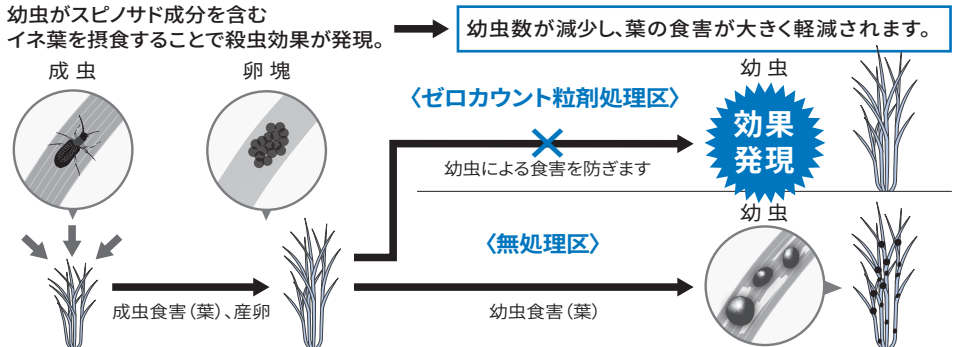 幼虫がスピノサド成分を含む
イネ葉を摂食することで殺虫効果が発現。
幼虫数が減少し、葉の食害が大きく軽減されます。
成虫
卵塊
〈ゼロカウント粒剤処理区〉
幼虫
効果
発現
幼虫による食害を防ぎます
〈無処理区〉
幼虫
成虫食害（葉）、産卵
幼虫食害（葉）